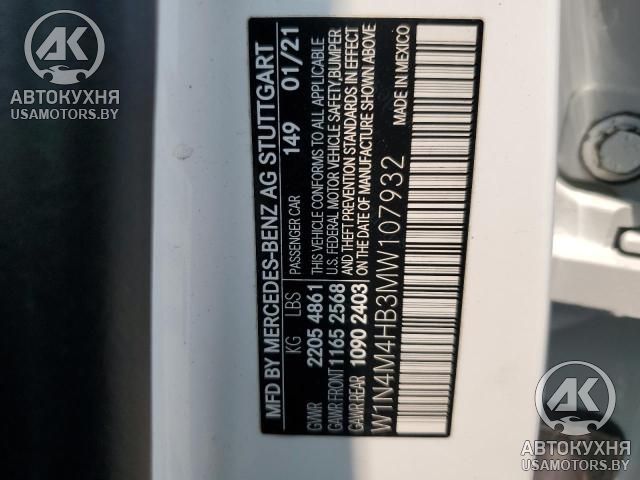 AK
АВТОКУХНЯ
USAMOTORS.BY
MFD BY MERCEDES-BENZ AG STUTTGART
KG LBS PASSENGER CAR 149 01/21
GVWR 2205 4861 THIS VEHICLE CONFORMS TO ALL APPLICABLE
GAWR FRONT 1165 2568 U.S. FEDERAL MOTOR VEHICLE SAFETY,BUMPER
GAWR REAR 1090 2403 AND THEFT PREVENTION STANDARDS IN EFFECT
ON THE DATE OF MANUFACTURE SHOWN ABOVE
MADE IN MEXICO
W1N4M4HB3MW107932
AK
АВТОКУХНЯ
USAMOTORS.BY